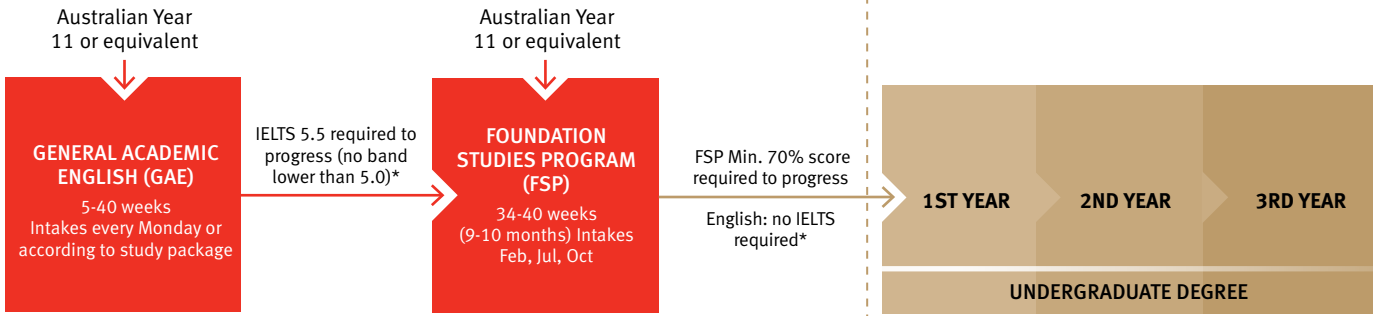 Australian Year
11 or equivalent
GENERAL ACADEMIC
ENGLISH (GAE)
5-40 weeks
Intakes every Monday or
according to study package
IELTS 5.5 required to
progress (no band
lower than 5.0)*
Australian Year
11 or equivalent
FOUNDATION
STUDIES PROGRAM
(FSP)
34-40 weeks
(9-10 months) Intakes
Feb, Jul, Oct
FSP Min. 70% score
required to progress
English: no IELTS
required*
1ST YEAR
2ND YEAR
3RD YEAR
UNDERGRADUATE DEGREE